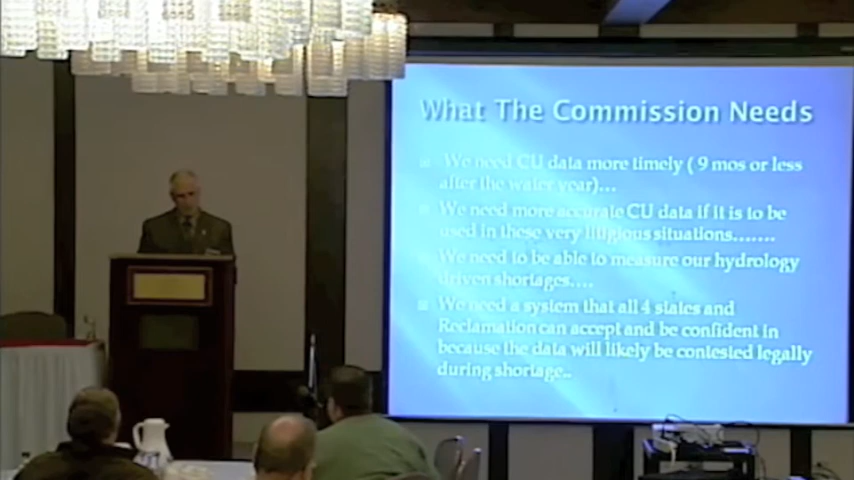 What The Commission Needs
We need CU data more timely ( 9 mos or less
after the water year)...
We need more accurate CU data if it is to be
used in these very litigious situations.......
We need to be able to measure our hydrology
driven shortages....
We need a system that all 4 states and
Reclamation can accept and be confident in
because the data will likely be contested legally
during shortage..